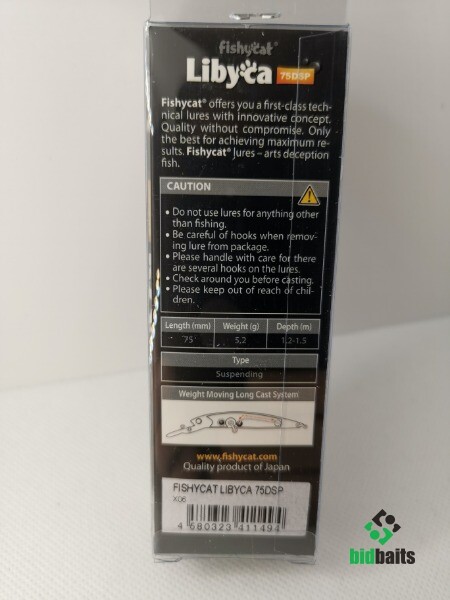 fishycat®
Libyca 75DSP
Fishycat® offers you a first-class tech-
nical lures with innovative concept.
Quality without compromise. Only
the best for achieving maximum re-
sults. Fishycat® lures – arts deception
fish.
CAUTION
• Do not use lures for anything other
than fishing.
• Be careful of hooks when remov-
ing lure from package.
• Please handle with care for there
are several hooks on the lures.
• Check around you before casting.
• Please keep out of reach of chil-
dren.
Length (mm) Weight (g) Depth (m)
75 5,2 1.2-1.5
Type
Suspending
Weight Moving Long Cast System
www.fishycat.com
Quality product of Japan
FISHYCAT LIBYCA 75DSP
X06
4 680323 411494
bidbaits